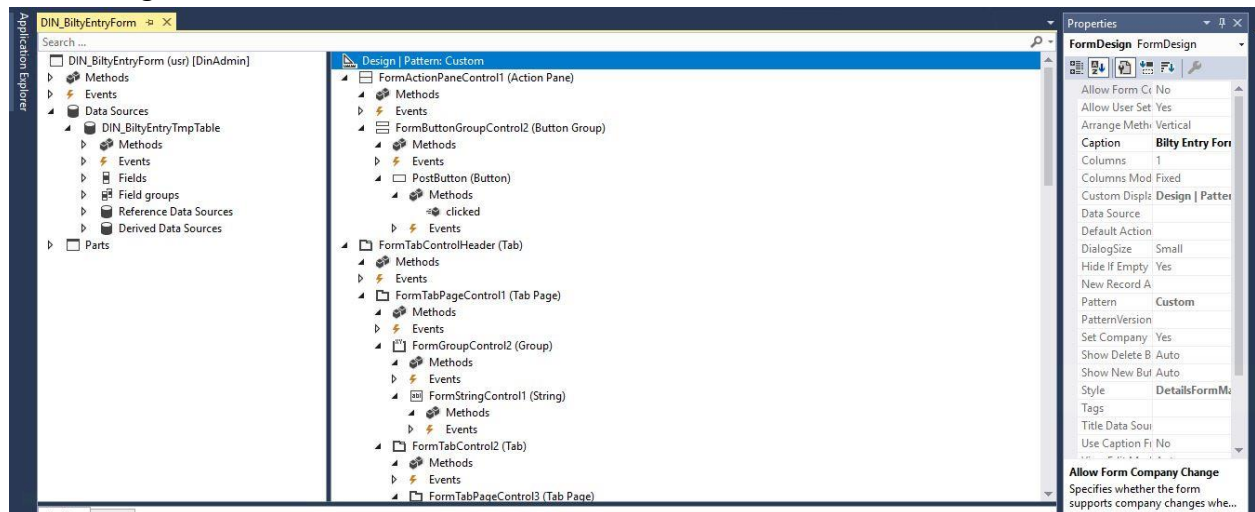 Application Explorer
DIN_BiltyEntryForm
Search ...
DIN_BiltyEntryForm (usr) [DinAdmin]
Methods
Events
Data Sources
DIN_BiltyEntryTmpTable
Methods
Events
Fields
Field groups
Reference Data Sources
Derived Data Sources
Parts
Design | Pattern: Custom
FormActionPaneControl1 (Action Pane)
Methods
Events
FormButtonGroupControl2 (Button Group)
Methods
Events
PostButton (Button)
Methods
clicked
Events
FormTabControlHeader (Tab)
Methods
Events
FormTabPageControl1 (Tab Page)
Methods
Events
FormGroupControl2 (Group)
Methods
Events
FormStringControl1 (String)
Methods
Events
FormTabControl2 (Tab)
Methods
Events
FormTabPageControl3 (Tab Page)
Properties
FormDesign FormDesign
Allow Form Co No
Allow User Set Yes
Arrange Metho Vertical
Caption Bilty Entry Forr
Columns 1
Columns Mod Fixed
Custom Displa Design | Patter
Data Source
Default Action
DialogSize Small
Hide If Empty Yes
New Record A
Pattern Custom
PatternVersion
Set Company Yes
Show Delete B Auto
Show New But Auto
Style DetailsFormMa
Tags
Title Data Sour
Use Caption Fr No
Allow Form Company Change
Specifies whether the form
supports company changes whe...